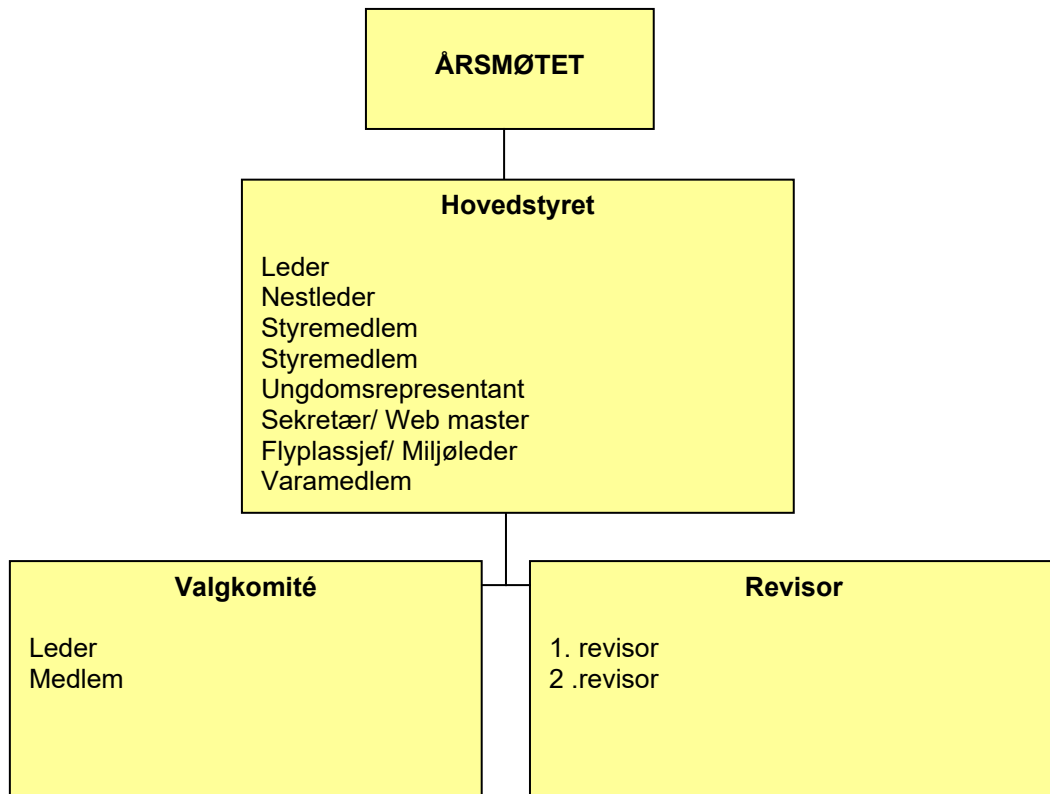 ÅRSMØTET
Hovedstyret
Leder
Nestleder
Styremedlem
Styremedlem
Ungdomsrepresentant
Sekretær/ Web master
Flyplassjef/ Miljøleder
Varamedlem
Valgkomité
Leder
Medlem
Revisor
1. revisor
2 .revisor